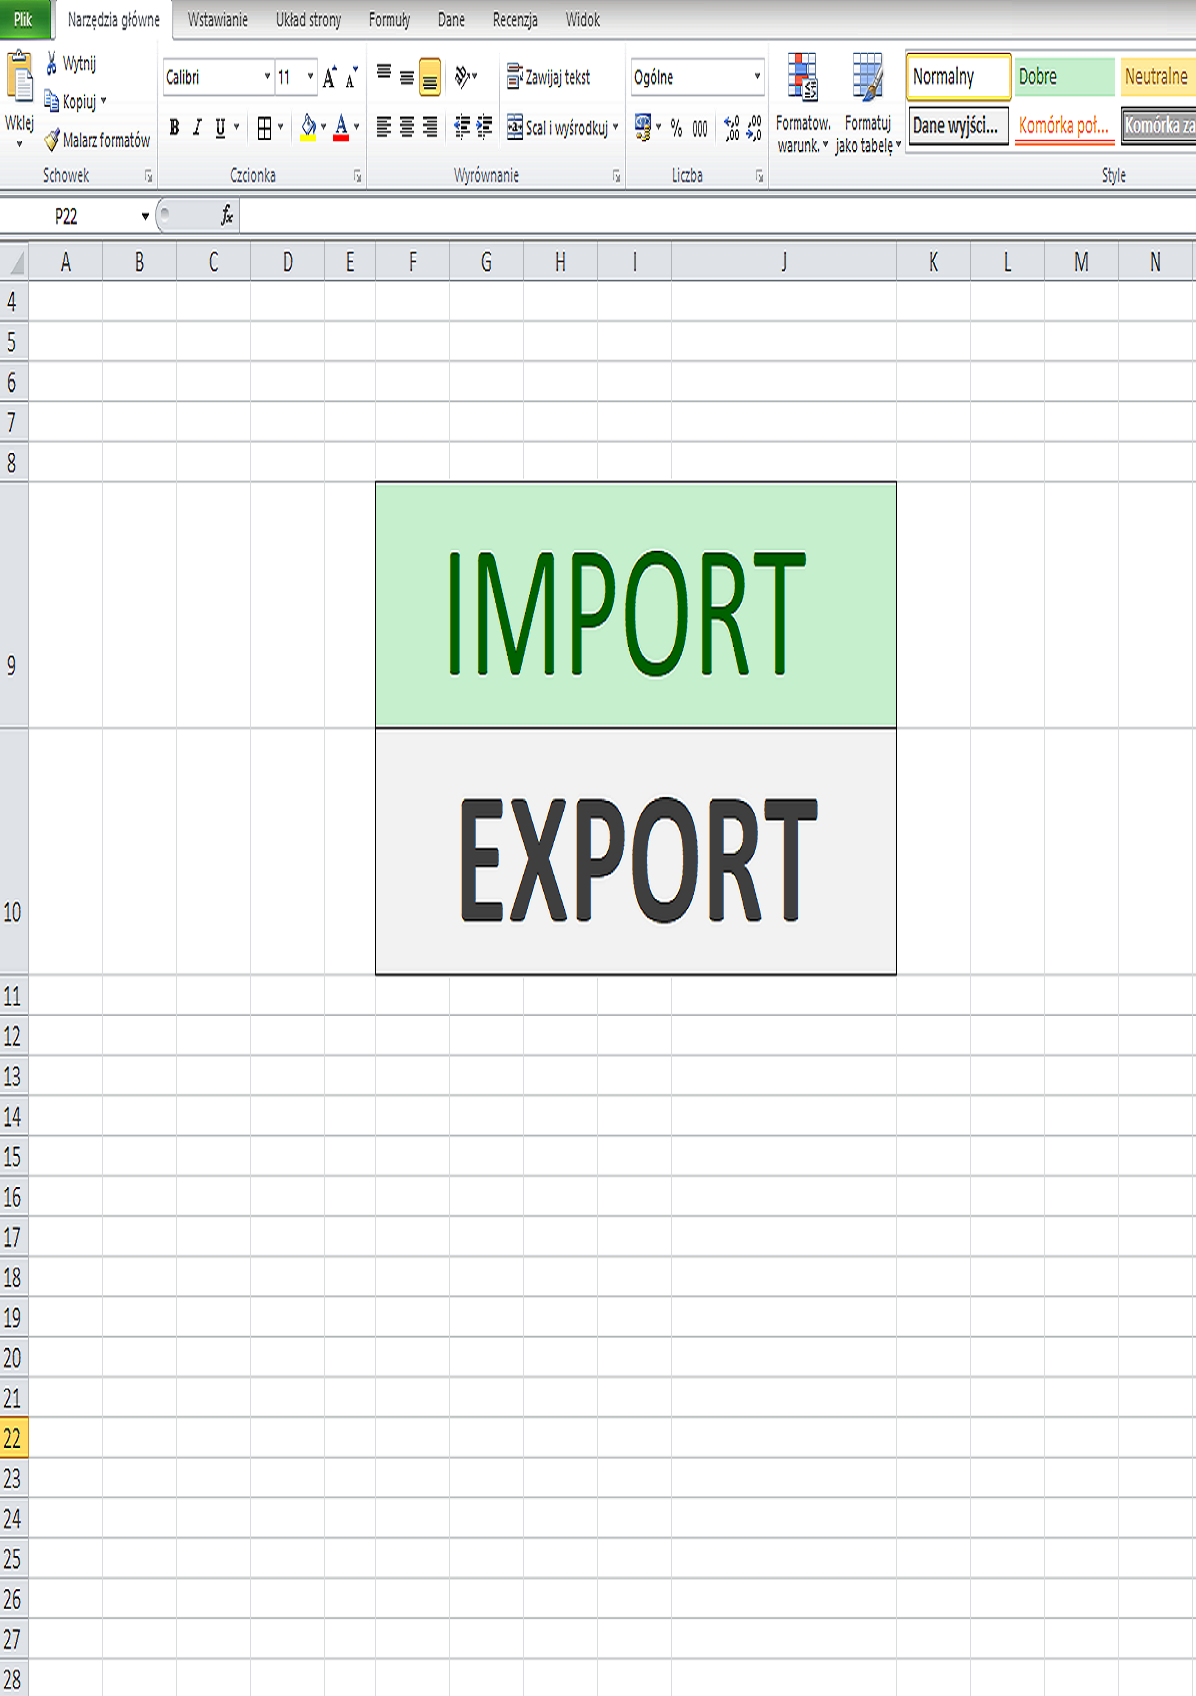 Plik Narzędzia główne Wstawianie Układ strony Formuły Dane Recenzja Widok
Wklej
Wytnij
Kopiuj
Malarz formatów
Schowek
Calibri 11 A A
B I U A
Czcionka
Zawijaj tekst
Scal i wyśrodkuj
Wyrównanie
Ogólne
% 000 ,00 ,00
Liczba
Formatow. warunk.
Formatuj jako tabelę
Normalny Dobre Neutralne
Dane wyjści... Komórka poł... Komórka za
Style
P22 fx
A B C D E F G H I J K L M N
4
5
6
7
8
9 IMPORT
10 EXPORT
11
12
13
14
15
16
17
18
19
20
21
22
23
24
25
26
27
28